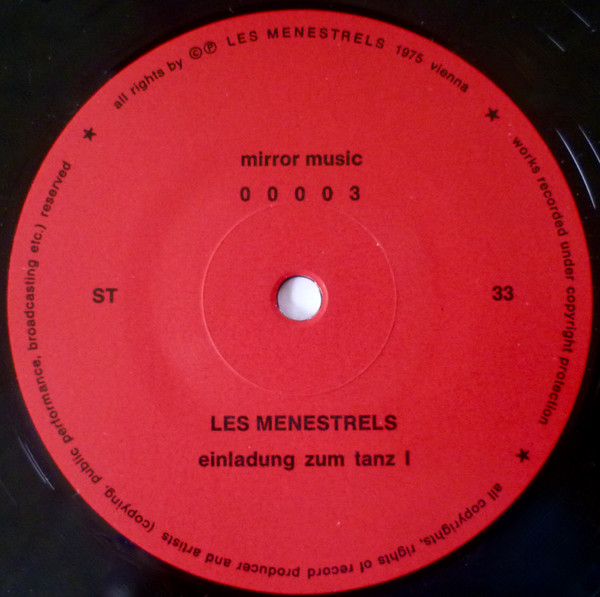 all rights by © ℗ LES MENESTRELS 1975 vienna
★ works recorded under copyright protection
★ all copyrights, rights of record producer and artists (copying, public performance, broadcasting etc.) reserved ★
mirror music
0 0 0 0 3
ST
33
LES MENESTRELS
einladung zum tanz I